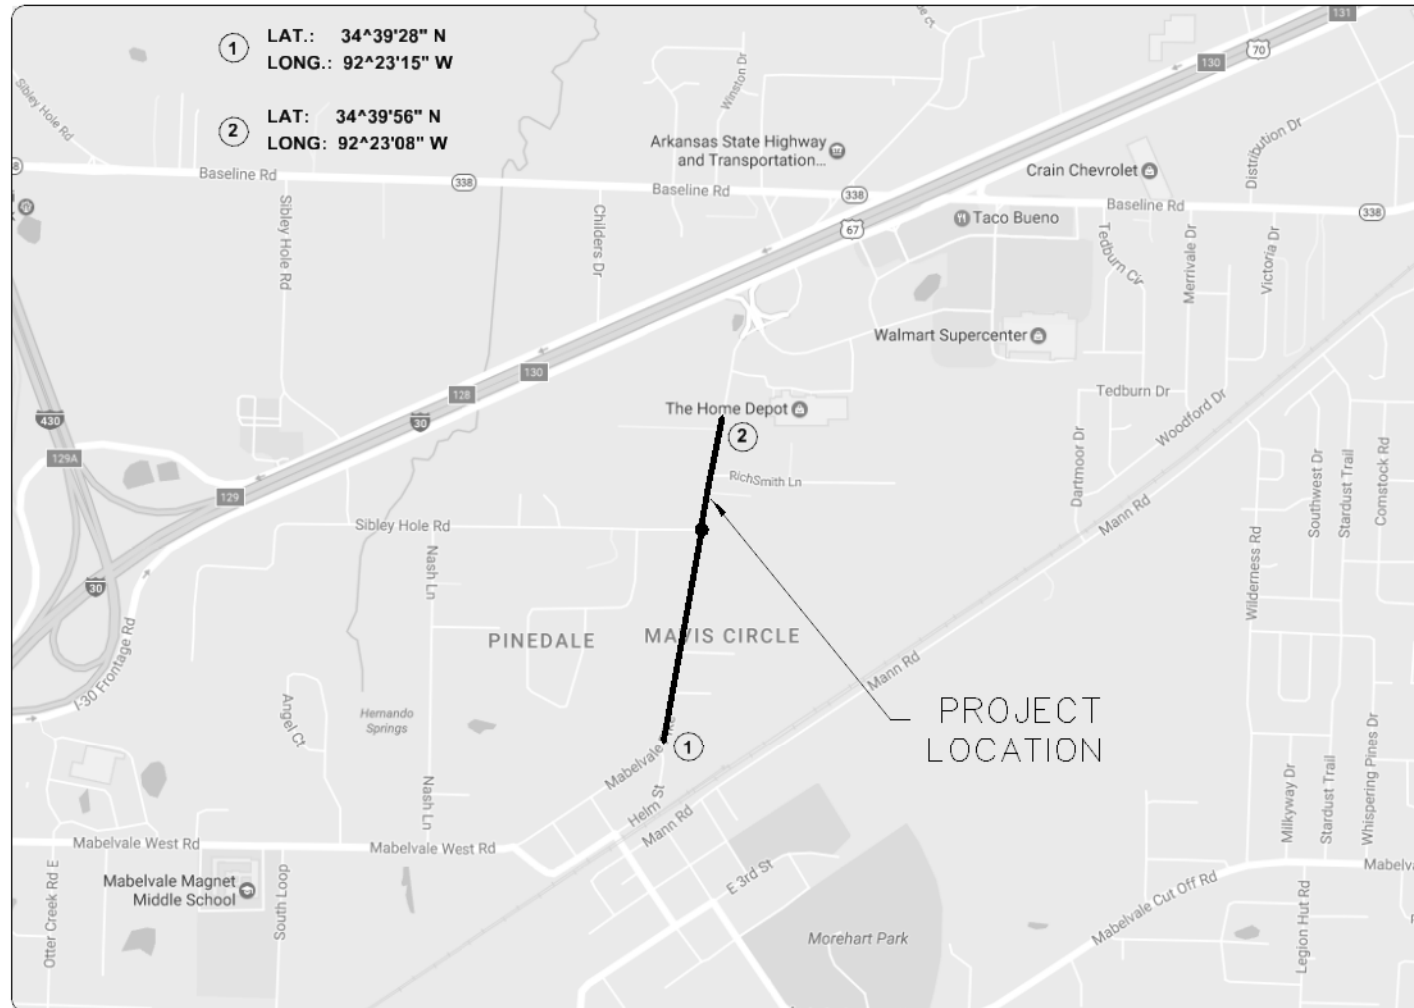 1
LAT.: 34^39'28" N
LONG.: 92^23'15" W
2
LAT: 34^39'56" N
LONG: 92^23'08" W
131
70
130
Sibley Hole Rd
Winston Dr
Arkansas State Highway
and Transportation...
Distribution Dr
Crain Chevrolet
Baseline Rd
338
Baseline Rd
338
Baseline Rd
338
67
Taco Bueno
Sibley Hole Rd
Childers Dr
Tedburn Cir
Merrivale Dr
Victoria Dr
Walmart Supercenter
130
128
30
430
129A
129
The Home Depot
2
Tedburn Dr
Woodford Dr
RichSmith Ln
Dartmoor Dr
Mann Rd
Southwest Dr
Stardust Trail
Comstock Rd
Sibley Hole Rd
Nash Ln
30
Wilderness Rd
PINEDALE
MAVIS CIRCLE
Mann Rd
I-30 Frontage Rd
Angel Ct
Hernando
Springs
PROJECT
LOCATION
1
Mabelvale
Nash Ln
Helm St
Mann Rd
Milkyway Dr
Stardust Trail
Whispering Pines Dr
Mabelvale West Rd
Mabelvale West Rd
Mabelva
Mabelvale Magnet
Middle School
Otter Creek Rd E
South Loop
E 3rd St
Mabelvale Cut Off Rd
Legion Hut Rd
Morehart Park